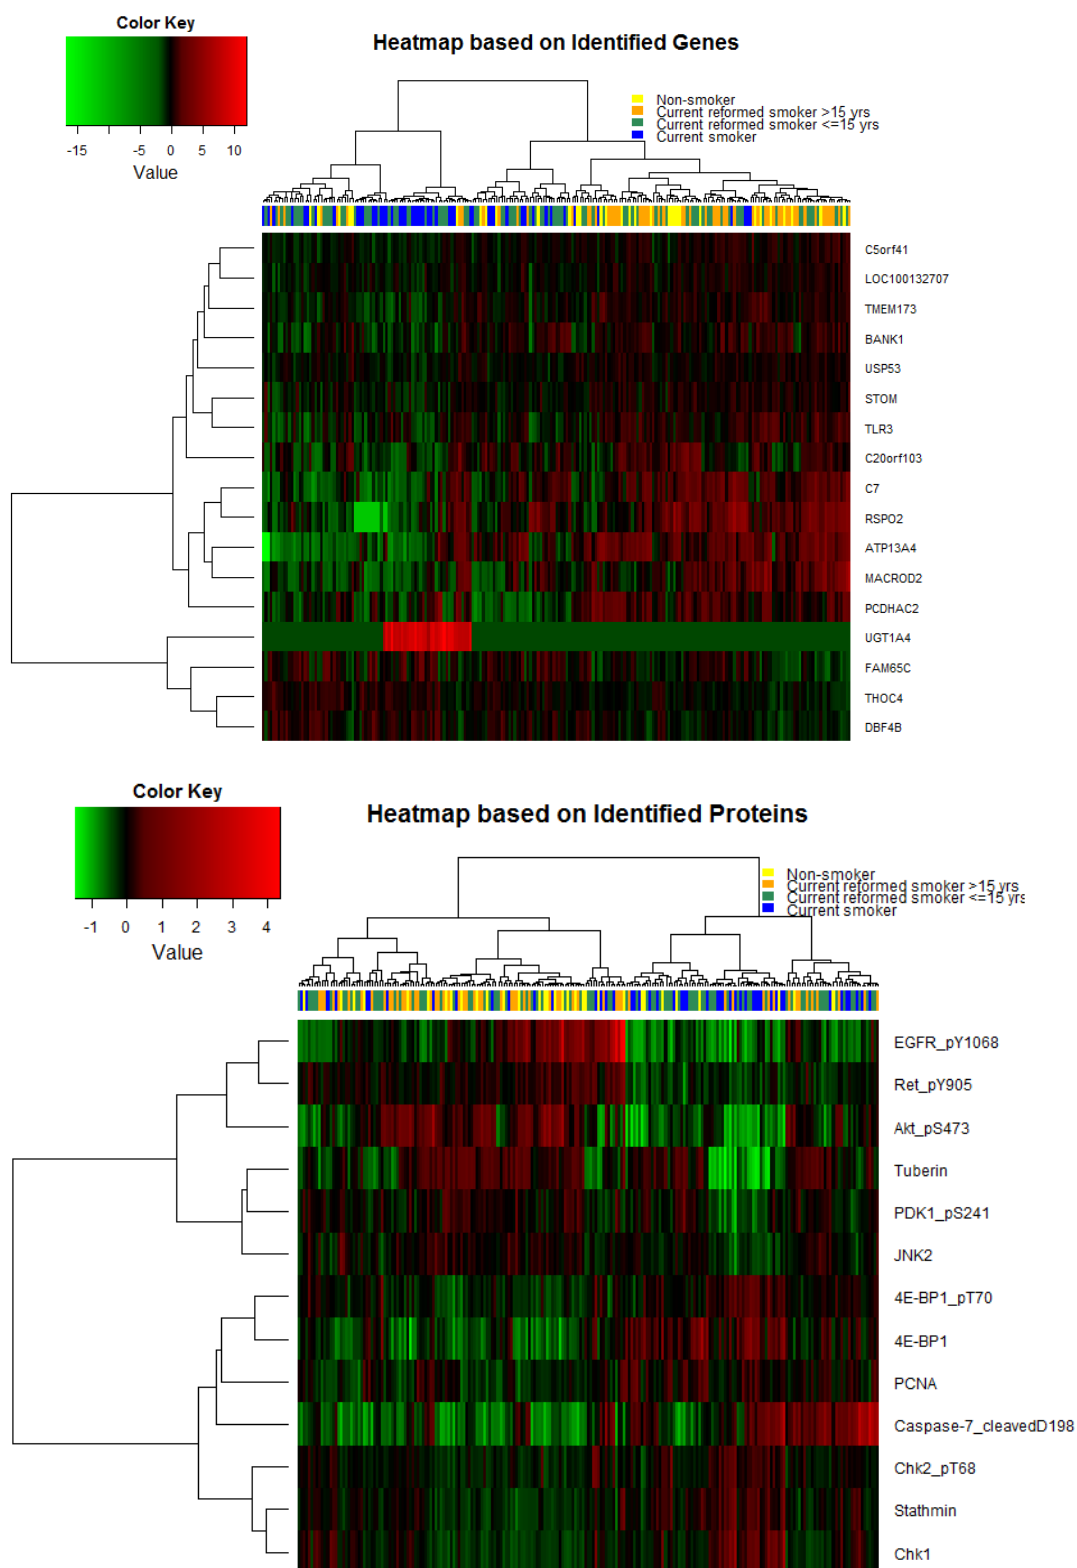 Color Key
Heatmap based on Identified Genes
Non-smoker
Current reformed smoker >15 yrs
Current reformed smoker <=15 yrs
Current smoker
-15 -5 0 5 10
Value
C5orf41
LOC100132707
TMEM173
BANK1
USP53
STOM
TLR3
C20orf103
C7
RSPO2
ATP13A4
MACROD2
PCDHAC2
UGT1A4
FAM65C
THOC4
DBF4B
Color Key
Heatmap based on Identified Proteins
Non-smoker
Current reformed smoker >15 yrs
Current reformed smoker <=15 yrs
Current smoker
-1 0 1 2 3 4
Value
EGFR_pY1068
Ret_pY905
Akt_pS473
Tuberin
PDK1_pS241
JNK2
4E-BP1_pT70
4E-BP1
PCNA
Caspase-7_cleavedD198
Chk2_pT68
Stathmin
Chk1